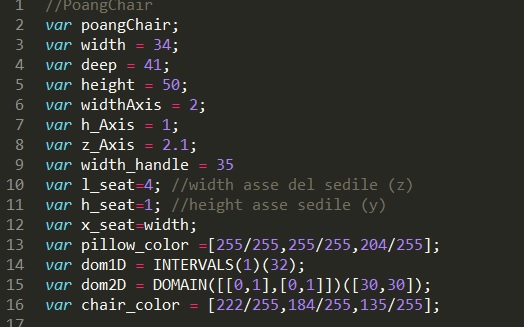 1 //PoangChair
2 var poangChair;
3 var width = 34;
4 var deep = 41;
5 var height = 50;
6 var widthAxis = 2;
7 var h_Axis = 1;
8 var z_Axis = 2.1;
9 var width_handle = 35
10 var l_seat=4; //width asse del sedile (z)
11 var h_seat=1; //height asse sedile (y)
12 var x_seat=width;
13 var pillow_color =[255/255,255/255,204/255];
14 var dom1D = INTERVALS(1)(32);
15 var dom2D = DOMAIN([[0,1],[0,1]])([30,30]);
16 var chair_color = [222/255,184/255,135/255];
17